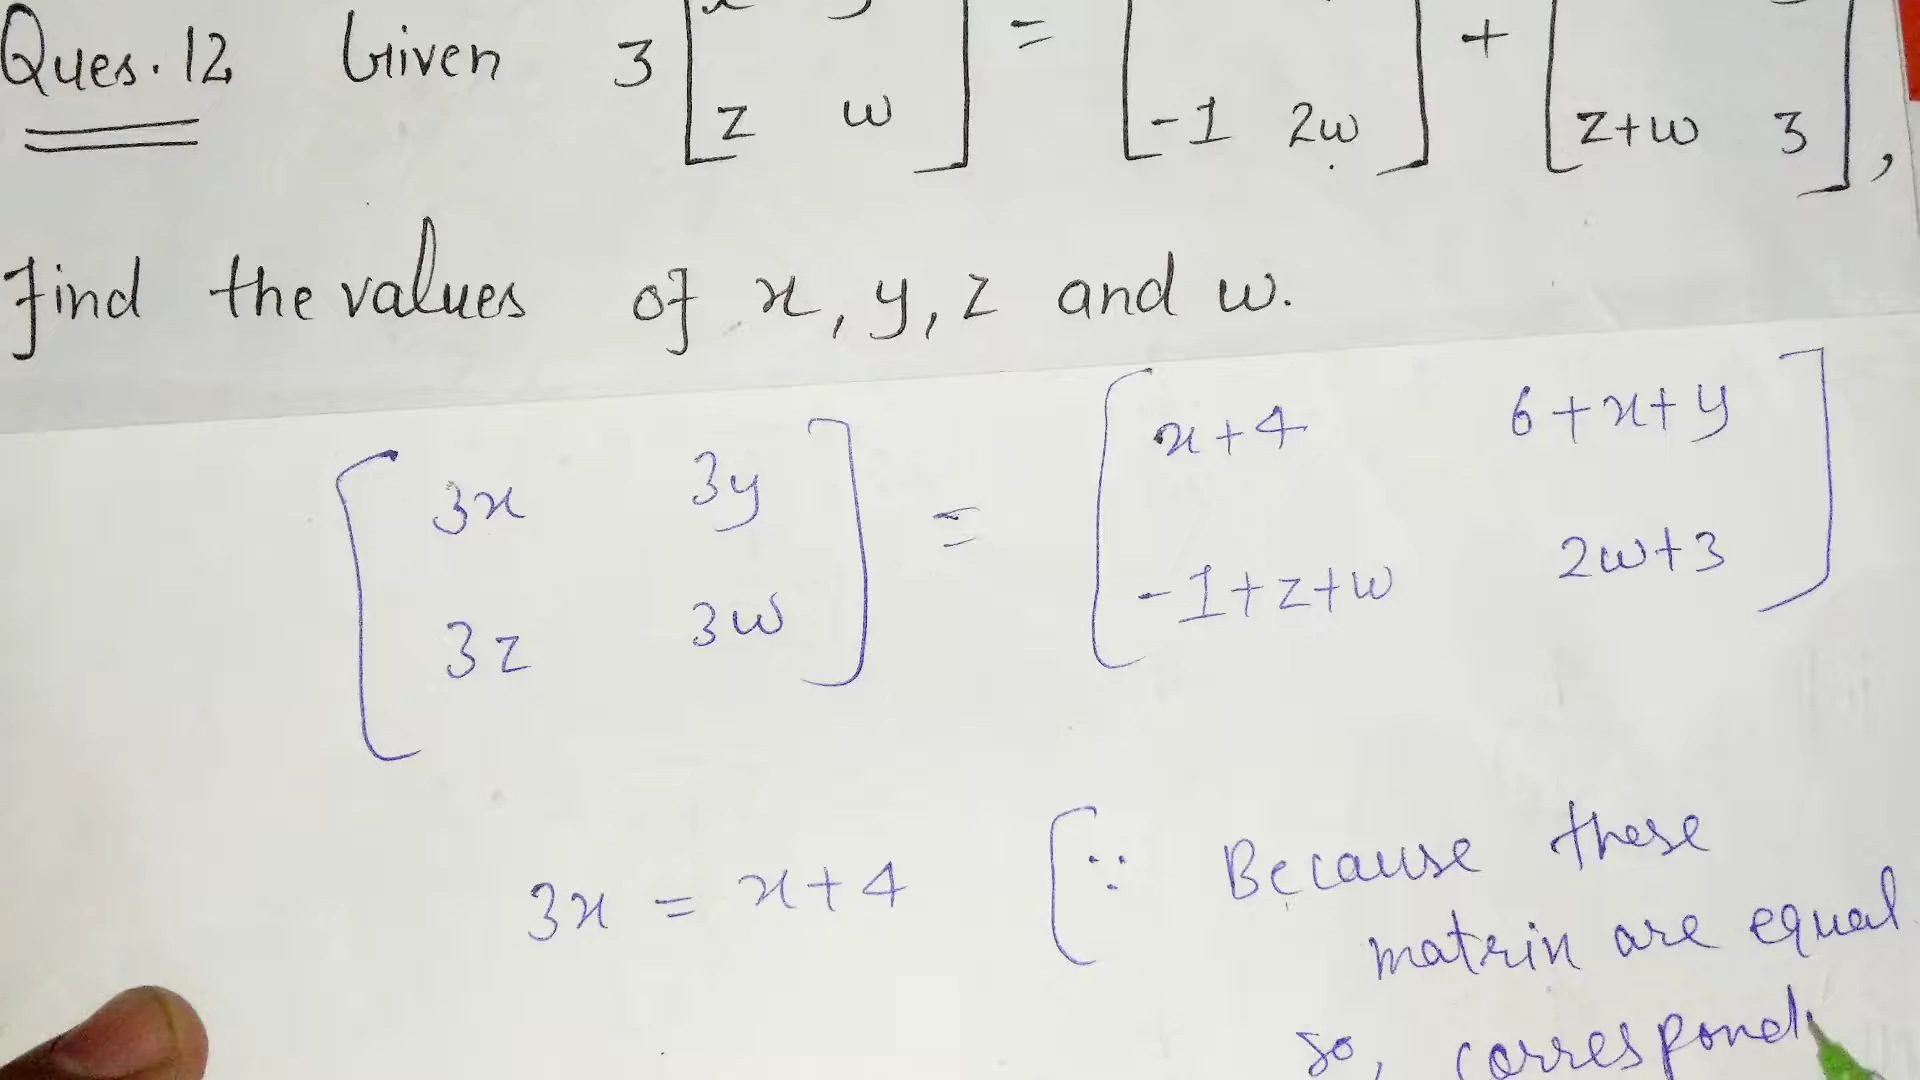 Ques. 12 Given 3 [ z w ] = [ -1 2w ] + [ z+w 3 ],
Find the values of x, y, z and w.
[ 3x 3y ] = [ x+4 6+x+y ]
[ 3z 3w ] [ -1+z+w 2w+3 ]
3x = x+4 [ ∵ Because these
matrix are equal
so, correspondi